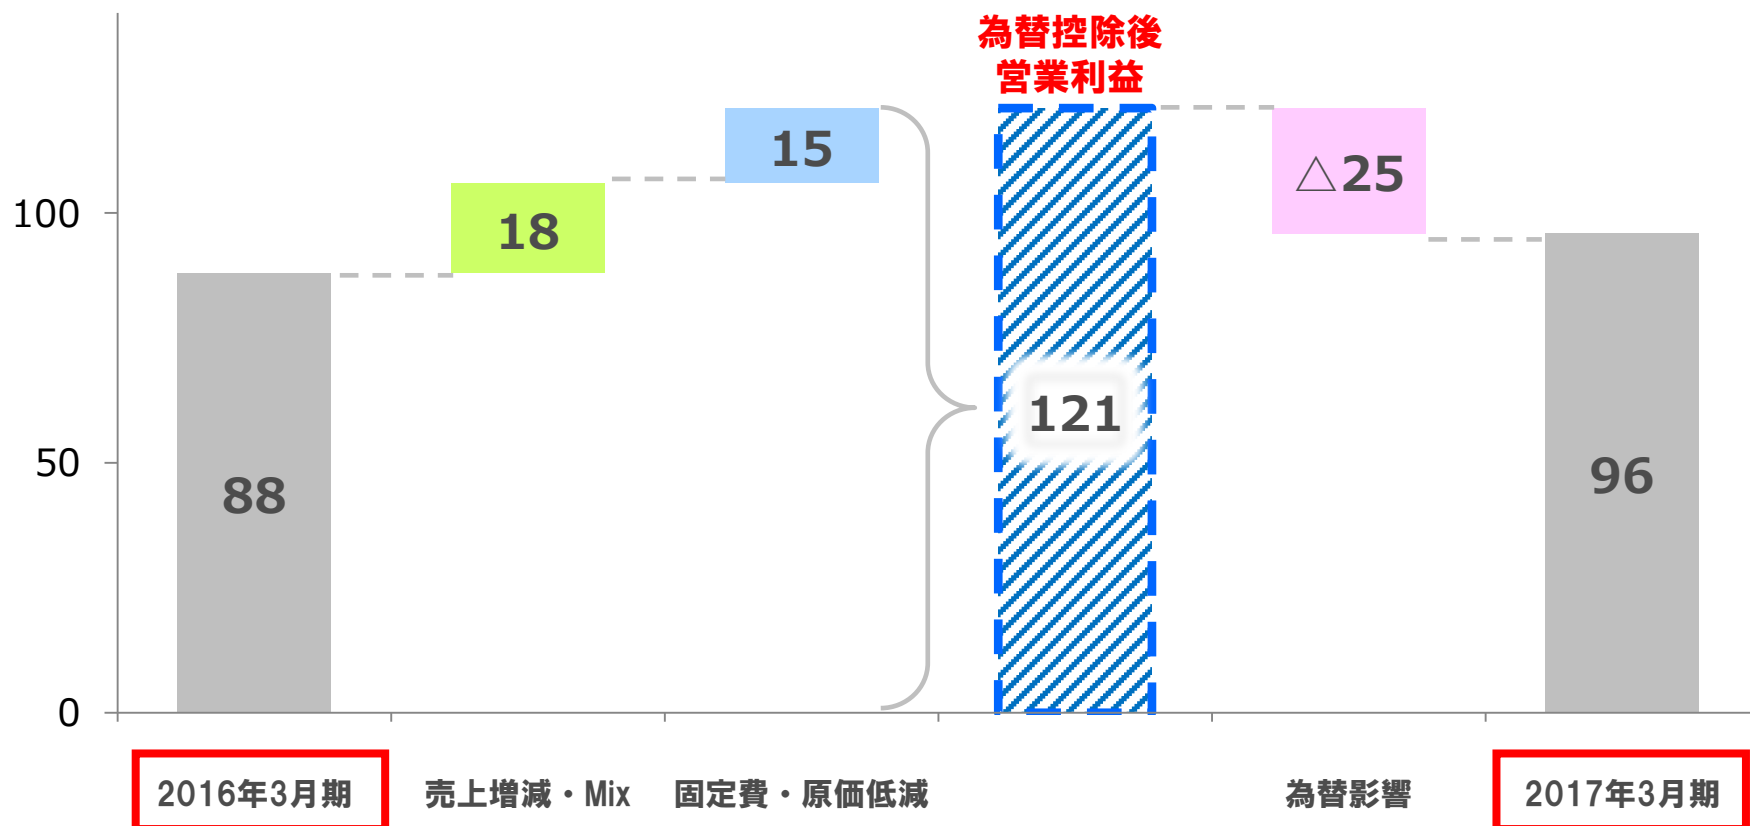 為替控除後
営業利益
15
△25
100
18
121
50
88
96
0
2016年3月期
売上増減・Mix
固定費・原価低減
為替影響
2017年3月期